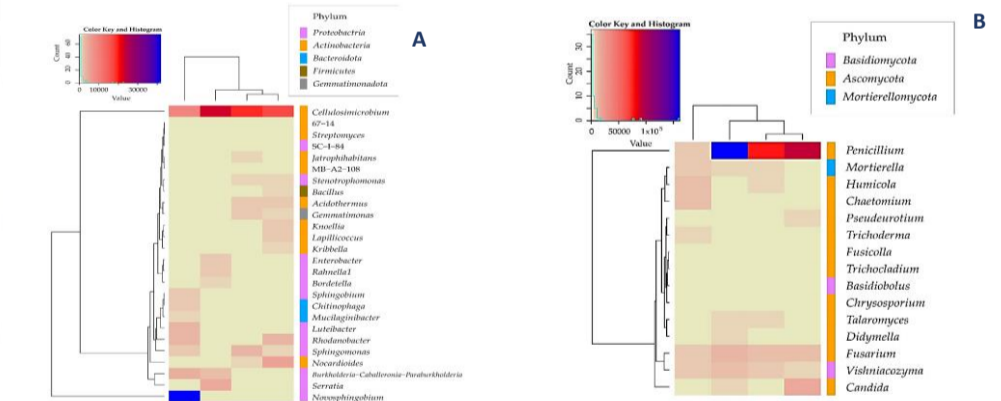 A
Color Key and Histogram
Count
0 20 40 60
0 10000 30000
Value
Phylum
Proteobactria
Actinobacteria
Bacteroidota
Firmicutes
Gemmatimonadota
Cellulosimicrobium
67-14
Streptomyces
SC-I-84
Jatrophihabitans
MB-A2-108
Stenotrophomonas
Bacillus
Acidothermus
Gemmatimonas
Knoellia
Lapillicoccus
Kribbella
Enterobacter
Rahnella1
Bordetella
Sphingobium
Chitinophaga
Mucilaginibacter
Luteibacter
Rhodanobacter
Sphingomonas
Nocardioides
Burkholderia-Caballeronia-Paraburkholderia
Serratia
Novosphingobium
B
Color Key and Histogram
Count
0 10 20 30
0 50000 1×10⁵
Value
Phylum
Basidiomycota
Ascomycota
Mortierellomycota
Penicillium
Mortierella
Humicola
Chaetomium
Pseudeurotium
Trichoderma
Fusicolla
Trichocladium
Basidiobolus
Chrysosporium
Talaromyces
Didymella
Fusarium
Vishniacozyma
Candida